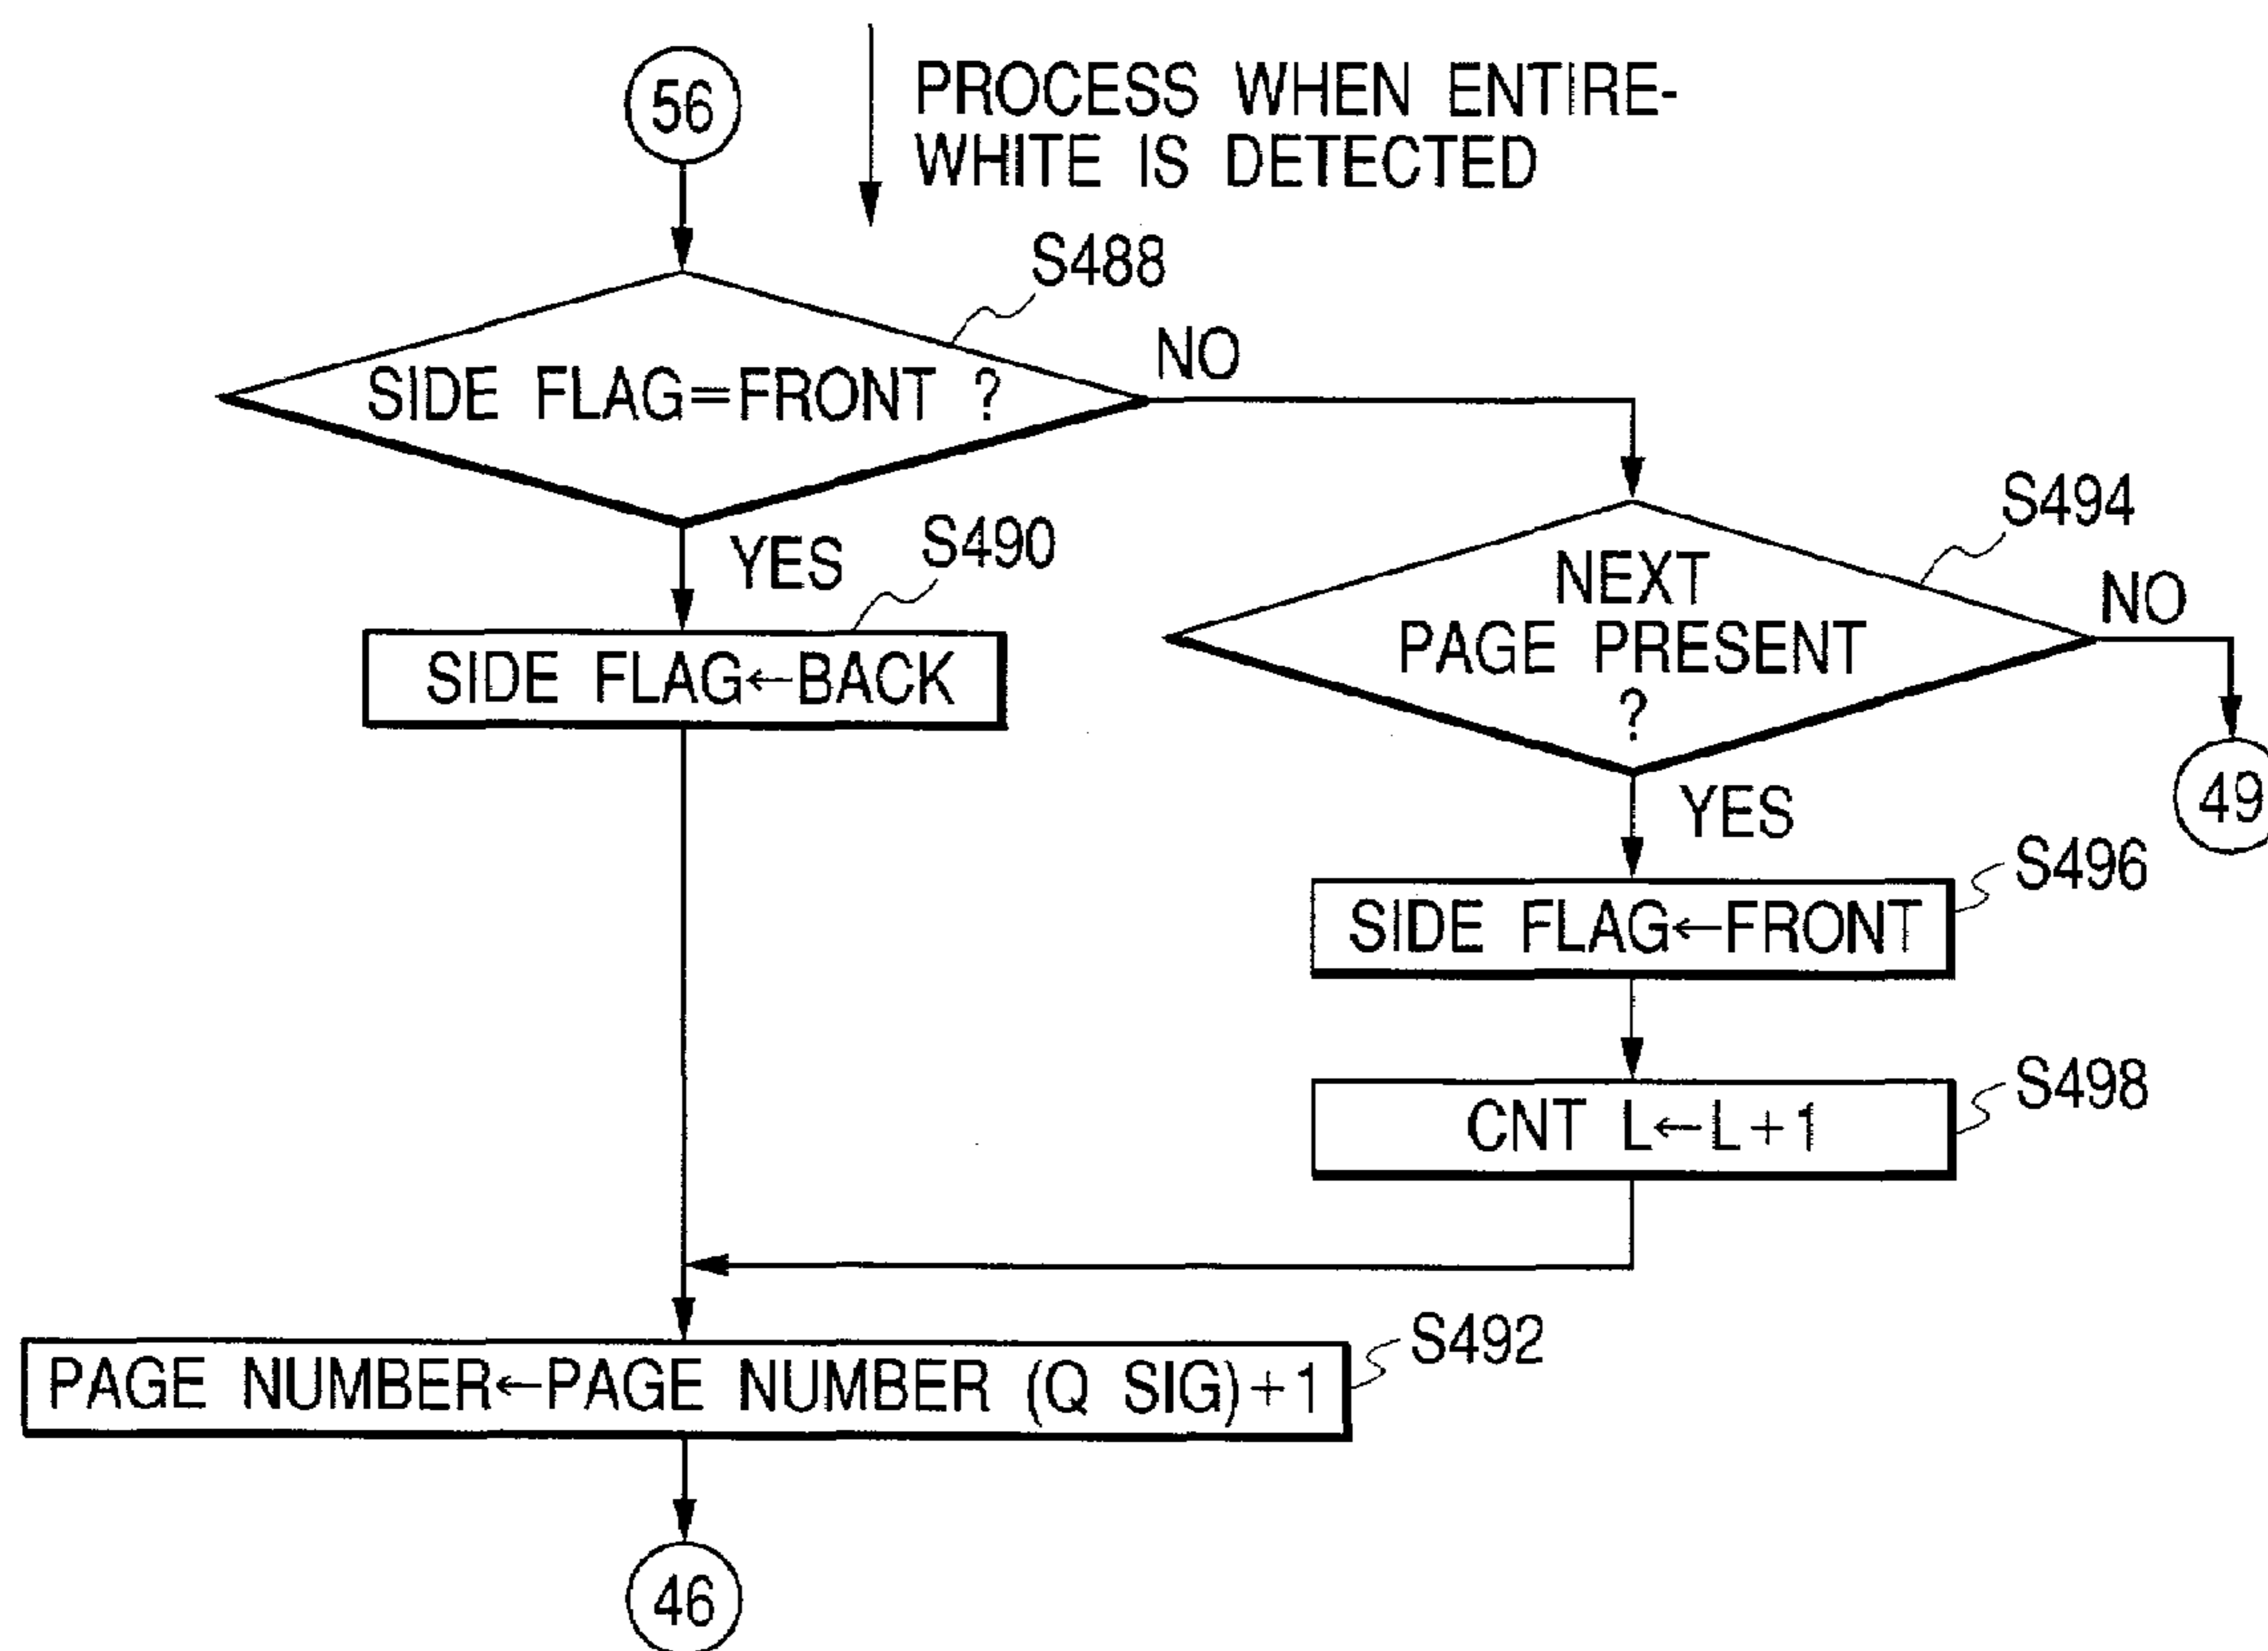 56
PROCESS WHEN ENTIRE-
WHITE IS DETECTED
S488
SIDE FLAG=FRONT ?
NO
YES
S490
SIDE FLAG←BACK
S494
NEXT
PAGE PRESENT
?
NO
49
YES
S496
SIDE FLAG←FRONT
S498
CNT L←L+1
S492
PAGE NUMBER←PAGE NUMBER (Q SIG)+1
46